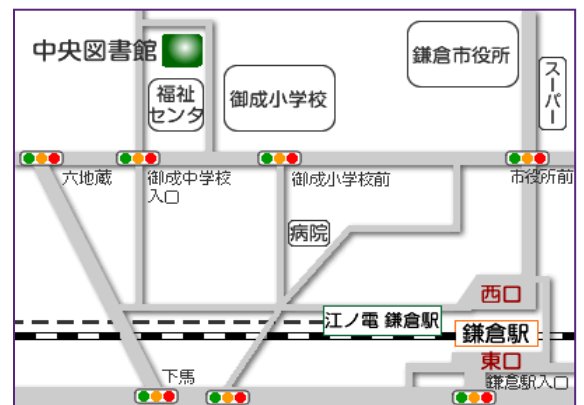 中央図書館
鎌倉市役所
福祉
センタ
御成小学校
スーパー
六地蔵
御成中学校
入口
御成小学校前
市役所前
病院
西口
江ノ電 鎌倉駅
鎌倉駅
東口
下馬
鎌倉駅入口